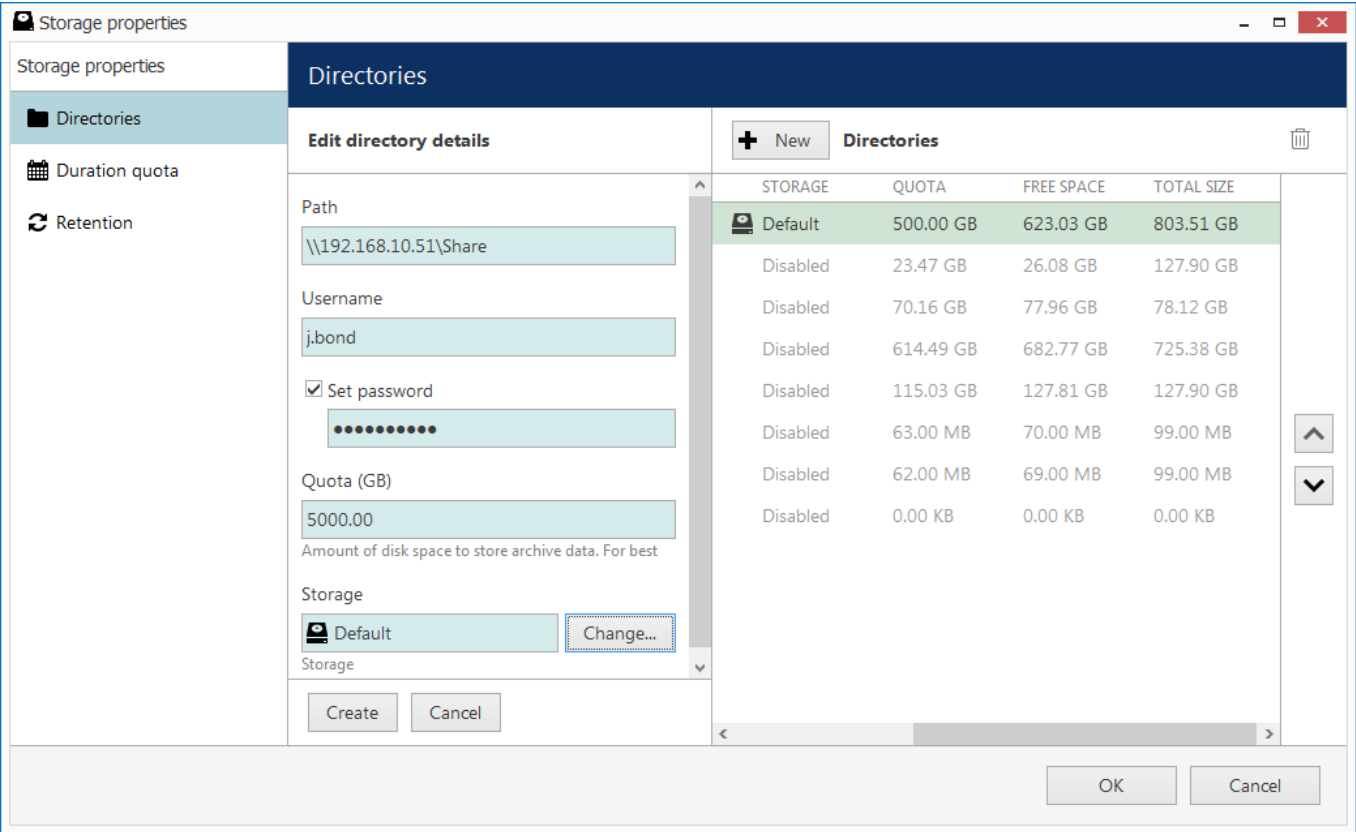 Storage properties
Storage properties
Directories
Duration quota
Retention
Directories
Edit directory details
Path
\\192.168.10.51\Share
Username
j.bond
Set password
●●●●●●●●●●
Quota (GB)
5000.00
Amount of disk space to store archive data. For best
Storage
Default
Change...
Storage
Create Cancel
New Directories
STORAGE QUOTA FREE SPACE TOTAL SIZE
Default 500.00 GB 623.03 GB 803.51 GB
Disabled 23.47 GB 26.08 GB 127.90 GB
Disabled 70.16 GB 77.96 GB 78.12 GB
Disabled 614.49 GB 682.77 GB 725.38 GB
Disabled 115.03 GB 127.81 GB 127.90 GB
Disabled 63.00 MB 70.00 MB 99.00 MB
Disabled 62.00 MB 69.00 MB 99.00 MB
Disabled 0.00 KB 0.00 KB 0.00 KB
OK Cancel